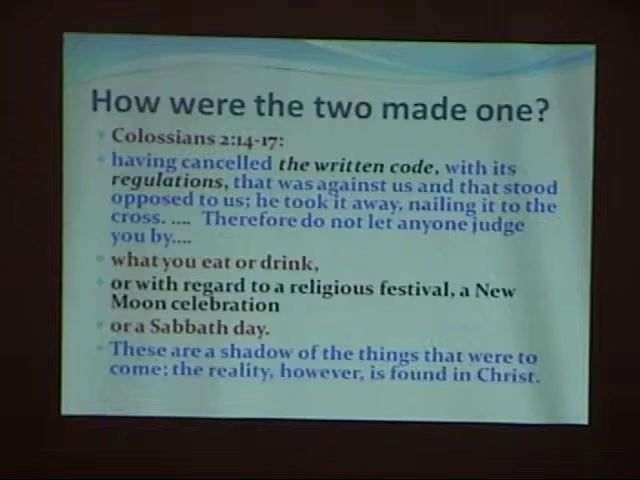 How were the two made one?
Colossians 2:14-17:
having cancelled the written code, with its
regulations, that was against us and that stood
opposed to us; he took it away, nailing it to the
cross. .... Therefore do not let anyone judge
you by....
what you eat or drink,
or with regard to a religious festival, a New
Moon celebration
or a Sabbath day.
These are a shadow of the things that were to
come; the reality, however, is found in Christ.